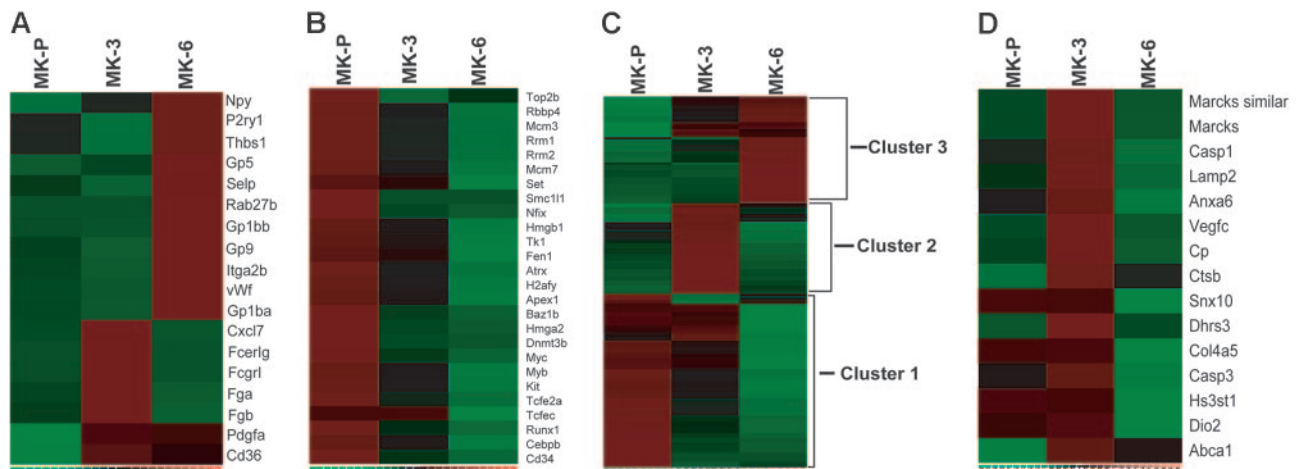 A
MK-P
MK-3
MK-6
Npy
P2ry1
Thbs1
Gp5
Selp
Rab27b
Gp1bb
Gp9
Itga2b
vWf
Gp1ba
Cxcl7
FcerIg
FcgrI
Fga
Fgb
Pdgfa
Cd36
B
MK-P
MK-3
MK-6
Top2b
Rbbp4
Mcm3
Rrm1
Rrm2
Mcm7
Set
Smc1l1
Nfix
Hmgb1
Tk1
Fen1
Atrx
H2afy
Apex1
Baz1b
Hmga2
Dnmt3b
Myc
Myb
Kit
Tcfe2a
Tcfec
Runx1
Cebpb
Cd34
C
MK-P
MK-3
MK-6
Cluster 3
Cluster 2
Cluster 1
D
MK-P
MK-3
MK-6
Marcks similar
Marcks
Casp1
Lamp2
Anxa6
Vegfc
Cp
Ctsb
Snx10
Dhrs3
Col4a5
Casp3
Hs3st1
Dio2
Abca1